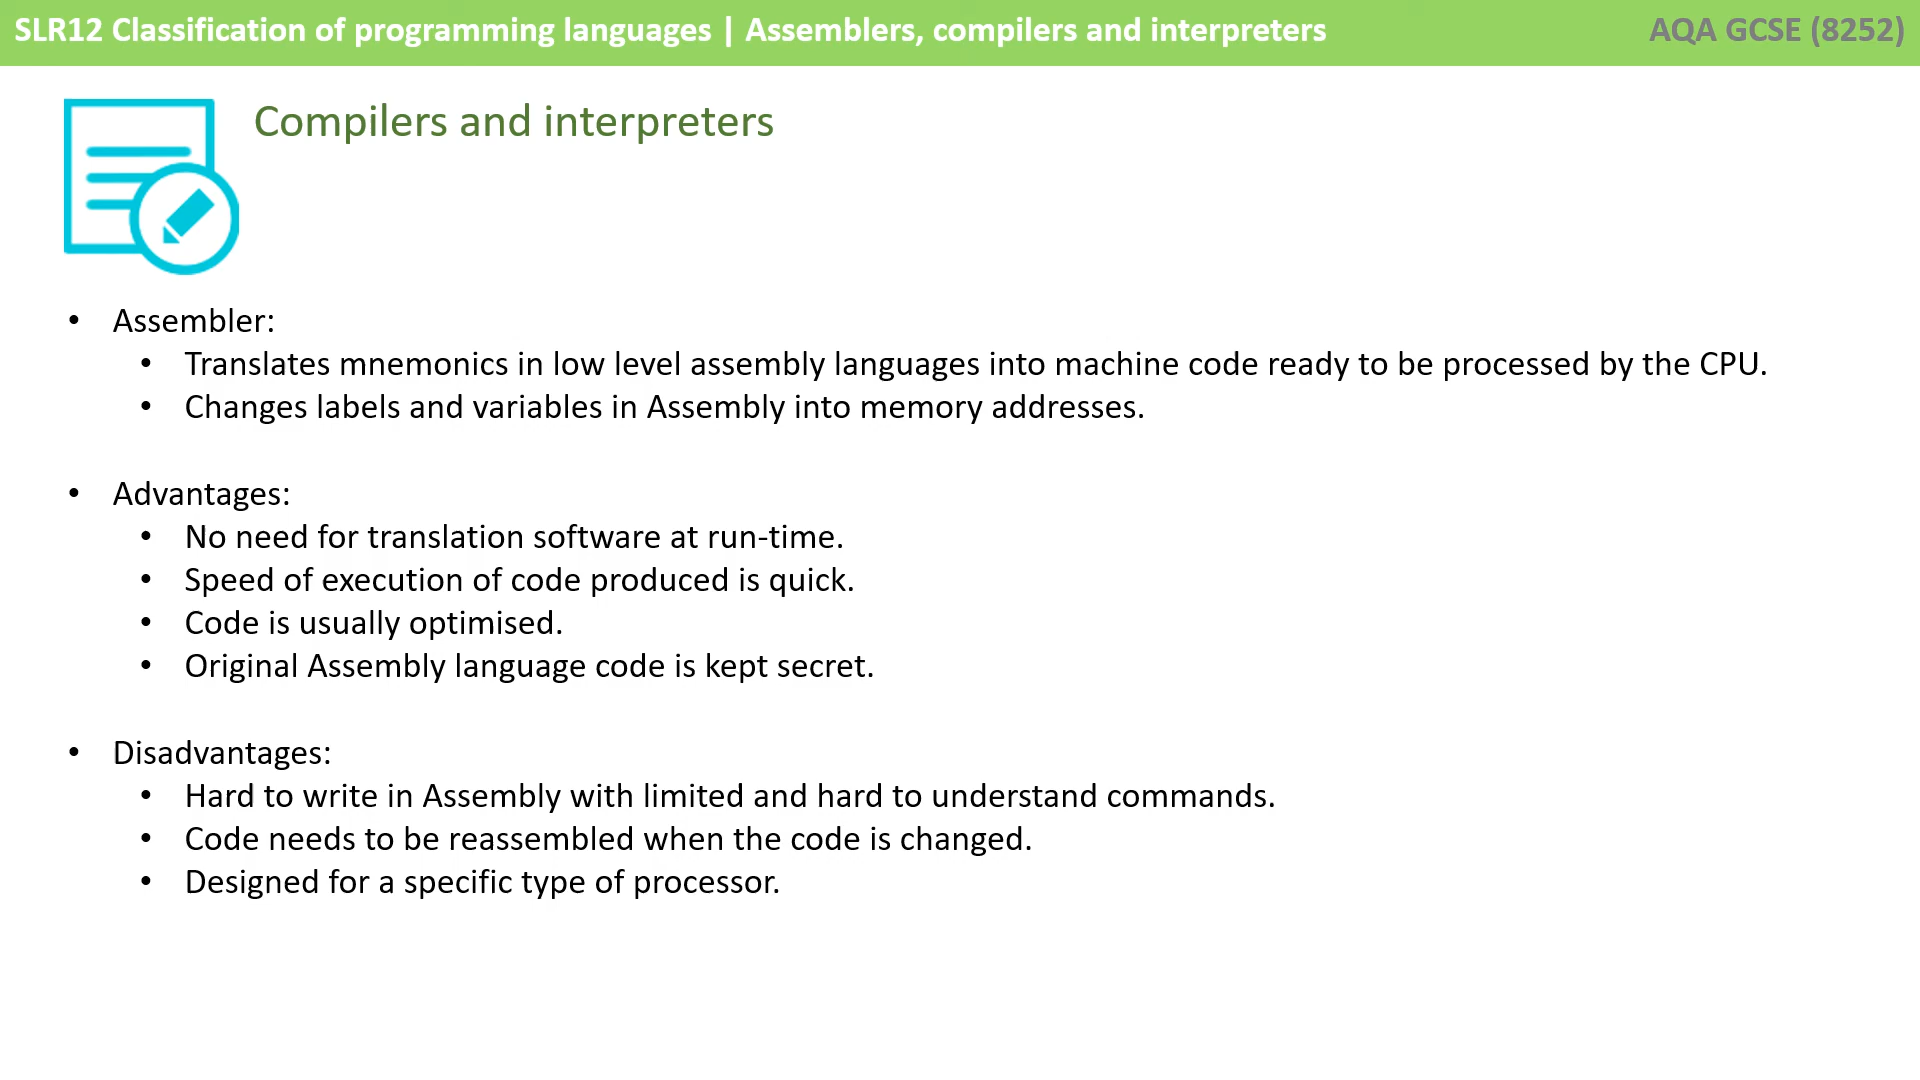 SLR12 Classification of programming languages | Assemblers, compilers and interpreters
AQA GCSE (8252)
Compilers and interpreters
• Assembler:
• Translates mnemonics in low level assembly languages into machine code ready to be processed by the CPU.
• Changes labels and variables in Assembly into memory addresses.
• Advantages:
• No need for translation software at run-time.
• Speed of execution of code produced is quick.
• Code is usually optimised.
• Original Assembly language code is kept secret.
• Disadvantages:
• Hard to write in Assembly with limited and hard to understand commands.
• Code needs to be reassembled when the code is changed.
• Designed for a specific type of processor.